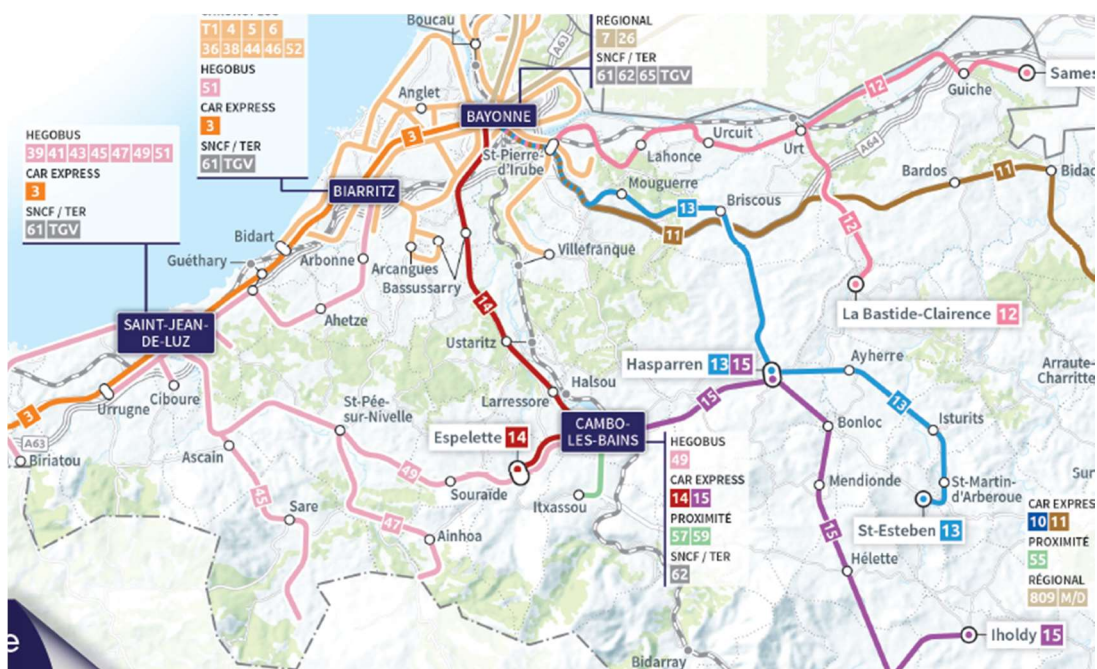 T1 4 5 6
36 38 44 46 52
HEGOBUS
51
CAR EXPRESS
3
SNCF / TER
61 TGV
RÉGIONAL
7 26
SNCF / TER
61 62 65 TGV
HEGOBUS
39 41 43 45 47 49 51
CAR EXPRESS
3
SNCF / TER
61 TGV
Boucau
A63
Anglet
BAYONNE
3
St-Pierre-
d'Irube
Lahonce
Urcuit
Urt
12
Guiche
Sames
A64
BIARRITZ
Mouguerre
13
Briscous
11
Bardos
11
Bidart
Guéthary
Arbonne
Arcangues
Bassussarry
Villefranque
12
Ahetze
14
La Bastide-Clairence 12
SAINT-JEAN-
DE-LUZ
Ustaritz
Hasparren 13 15
Ayherre
Arraute-
Charritte
Halsou
Larressore
Urrugne
Ciboure
3
A63
Biriatou
St-Pée-
sur-Nivelle
Espelette 14
CAMBO-
LES-BAINS
15
13
Bonloc
Isturits
Ascain
49
Souraïde
Itxassou
HEGOBUS
49
CAR EXPRESS
14 15
PROXIMITÉ
57 59
SNCF / TER
62
Mendionde
St-Martin-
d'Arberoue
45
Sare
47
Ainhoa
15
St-Esteben 13
Hélette
CAR EXPRES
10 11
PROXIMITÉ
55
RÉGIONAL
809 M/D
Iholdy 15
Bidarray
e